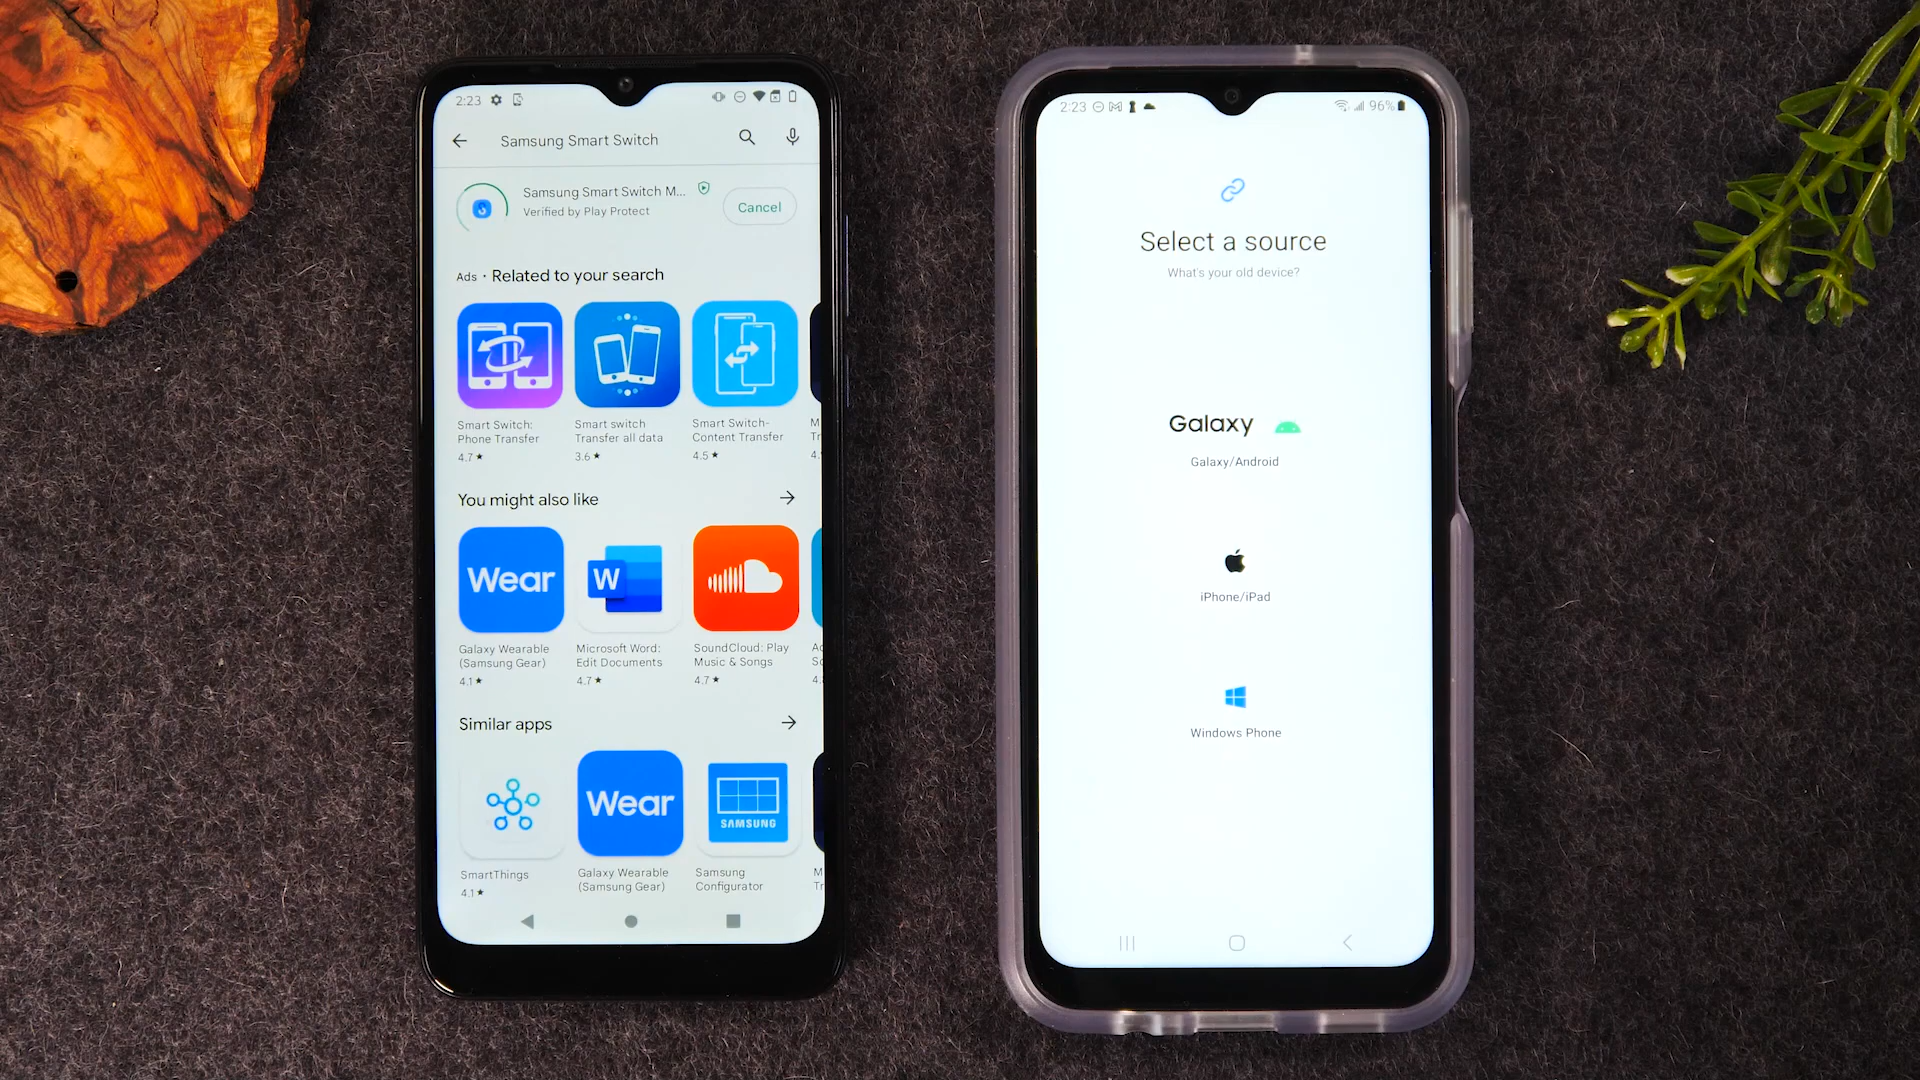 2:23
Samsung Smart Switch
Samsung Smart Switch M...
Verified by Play Protect
Cancel
Ads · Related to your search
Smart Switch:
Phone Transfer
4.7★
Smart switch
Transfer all data
3.6★
Smart Switch-
Content Transfer
4.5★
M
Tr
4.
You might also like
Wear
Galaxy Wearable
(Samsung Gear)
4.1★
W
Microsoft Word:
Edit Documents
4.7★
SoundCloud: Play
Music & Songs
4.7★
Similar apps
SmartThings
4.1★
Wear
Galaxy Wearable
(Samsung Gear)
SAMSUNG
Samsung
Configurator
M
Tr
2:23
96%
Select a source
What's your old device?
Galaxy
Galaxy/Android
iPhone/iPad
Windows Phone